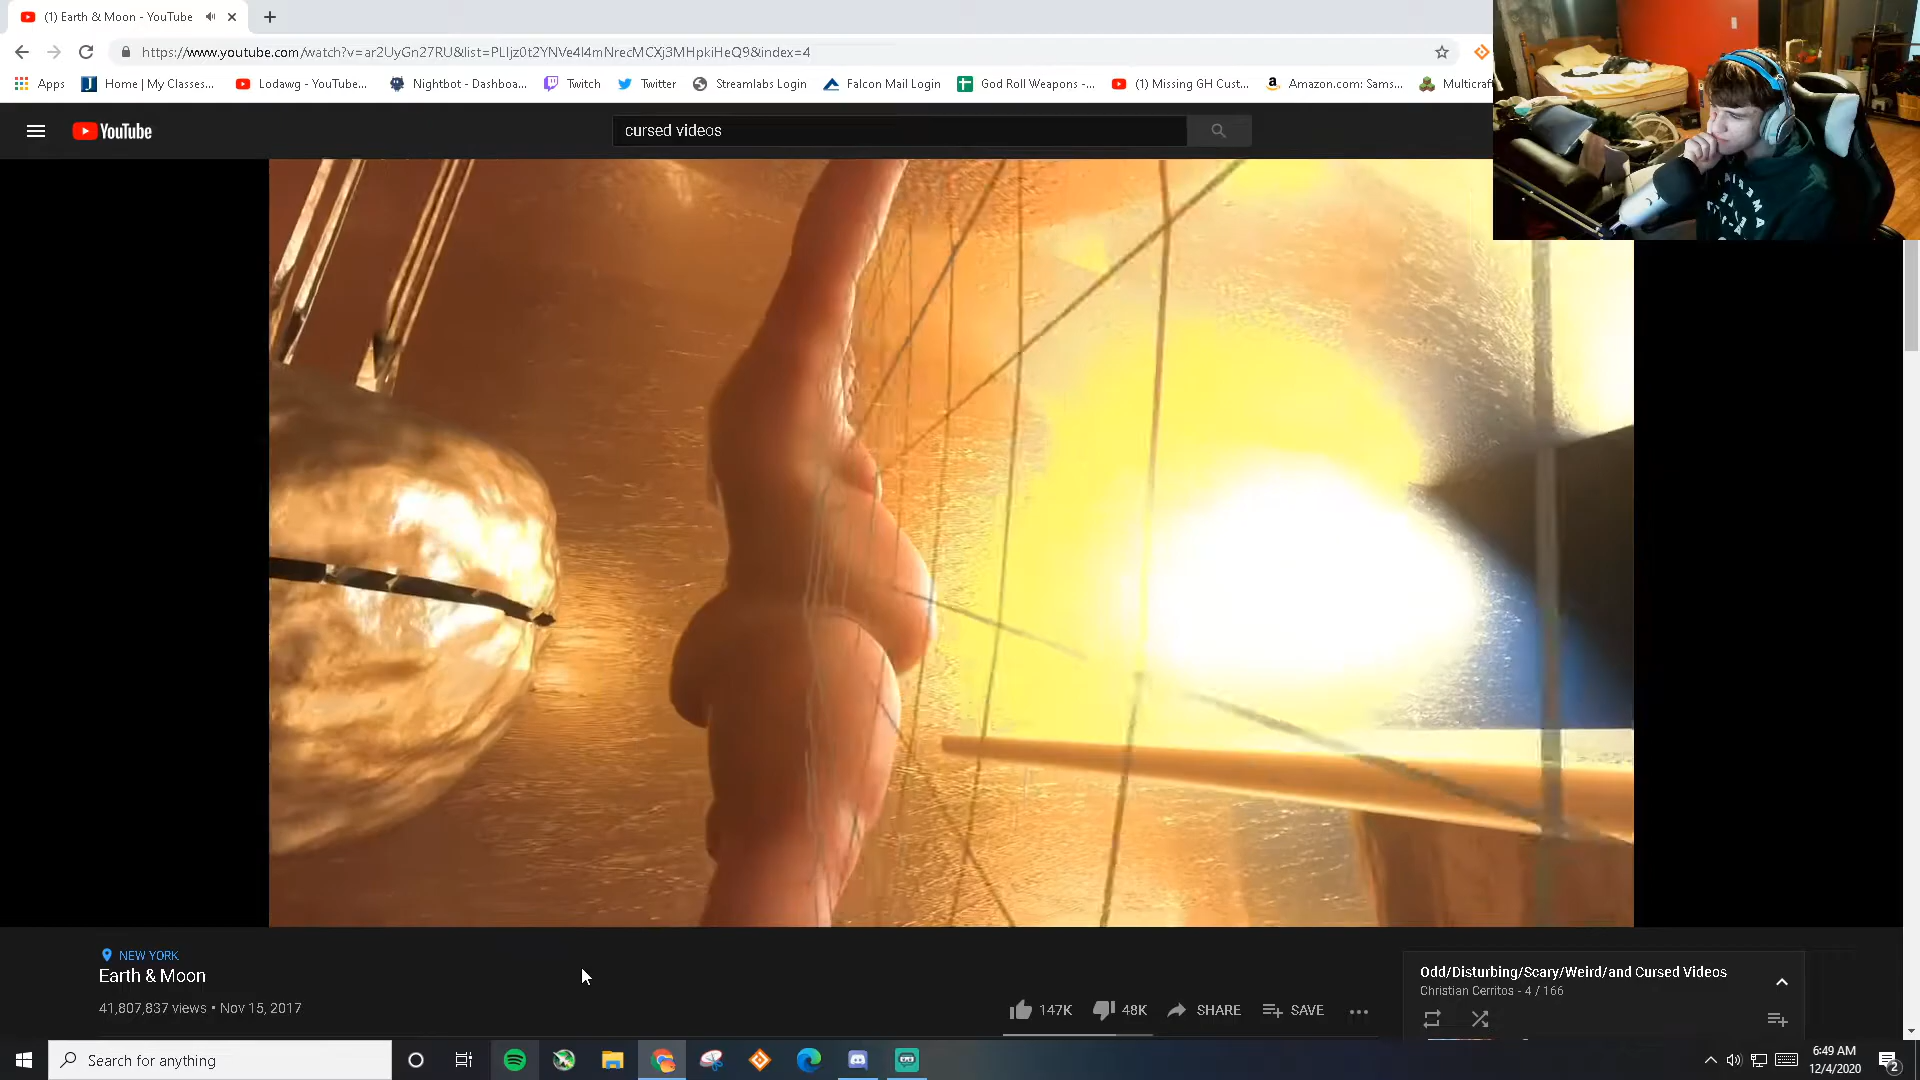 (1) Earth & Moon - YouTube
https://www.youtube.com/watch?v=ar2UyGn27RU&list=PLIjz0t2YNVe4I4mNrecMCXj3MHpkiHeQ9&index=4
Apps Home | My Classes... Lodawg - YouTube... Nightbot - Dashboa... Twitch Twitter Streamlabs Login Falcon Mail Login God Roll Weapons -... (1) Missing GH Cust... Amazon.com: Sams... Multicraf
YouTube
cursed videos
NEW YORK
Earth & Moon
41,807,837 views • Nov 15, 2017
147K 48K SHARE SAVE
Odd/Disturbing/Scary/Weird/and Cursed Videos
Christian Cerritos - 4 / 166
Search for anything
6:49 AM
12/4/2020
2